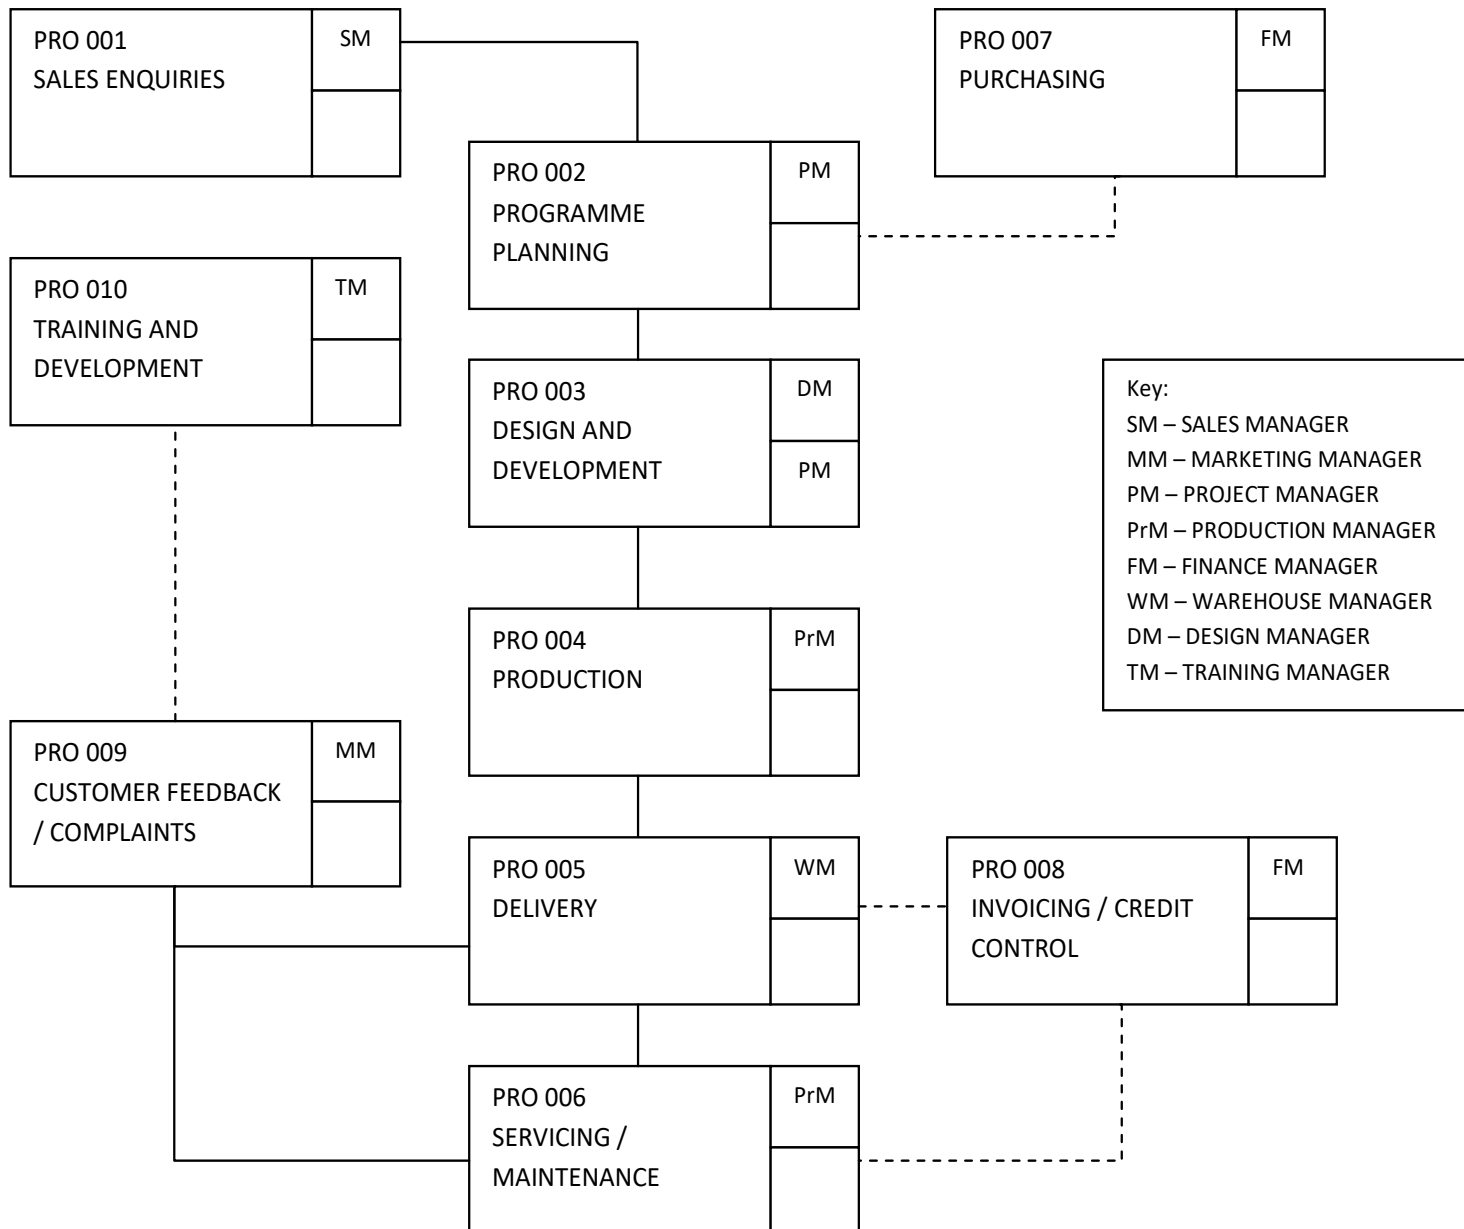 PRO 001
SALES ENQUIRIES
SM
PRO 007
PURCHASING
FM
PRO 002
PROGRAMME
PLANNING
PM
PRO 010
TRAINING AND
DEVELOPMENT
TM
PRO 003
DESIGN AND
DEVELOPMENT
DM
PM
Key:
SM – SALES MANAGER
MM – MARKETING MANAGER
PM – PROJECT MANAGER
PrM – PRODUCTION MANAGER
FM – FINANCE MANAGER
WM – WAREHOUSE MANAGER
DM – DESIGN MANAGER
TM – TRAINING MANAGER
PRO 004
PRODUCTION
PrM
PRO 009
CUSTOMER FEEDBACK
/ COMPLAINTS
MM
PRO 005
DELIVERY
WM
PRO 008
INVOICING / CREDIT
CONTROL
FM
PRO 006
SERVICING /
MAINTENANCE
PrM